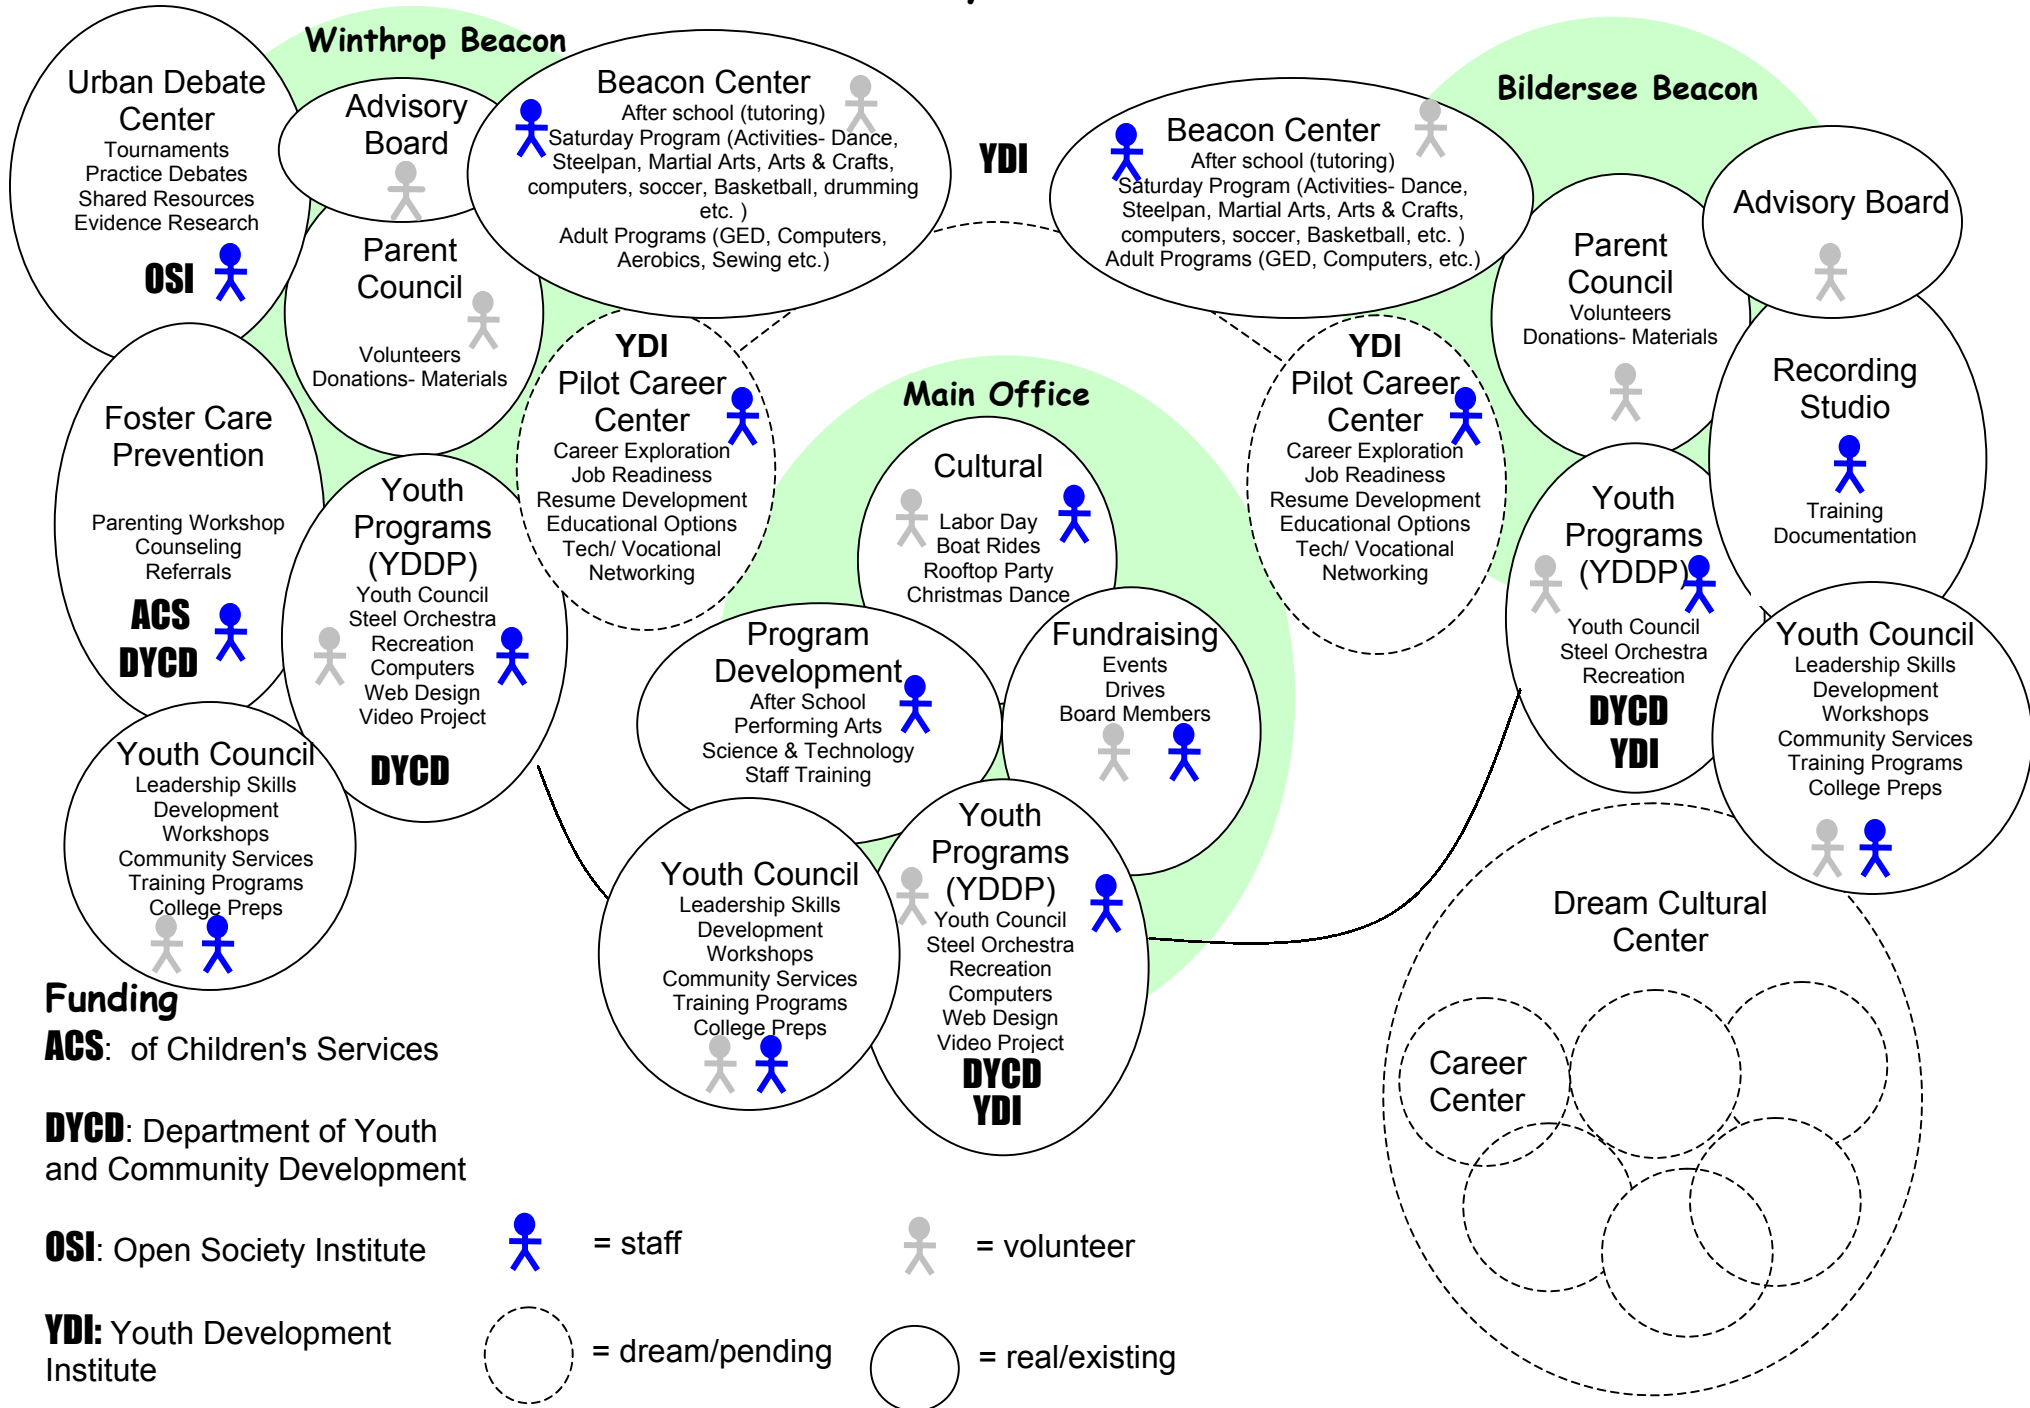 Winthrop Beacon
Urban Debate
Center
Tournaments
Practice Debates
Shared Resources
Evidence Research
OSI
Advisory
Board
Beacon Center
After school (tutoring)
Saturday Program (Activities- Dance,
Steelpan, Martial Arts, Arts & Crafts,
computers, soccer, Basketball, drumming
etc. )
Adult Programs (GED, Computers,
Aerobics, Sewing etc.)
Parent
Council
Volunteers
Donations- Materials
YDI
Pilot Career
Center
Career Exploration
Job Readiness
Resume Development
Educational Options
Tech/ Vocational
Networking
Foster Care
Prevention
Parenting Workshop
Counseling
Referrals
ACS
DYCD
Youth
Programs
(YDDP)
Youth Council
Steel Orchestra
Recreation
Computers
Web Design
Video Project
DYCD
Youth Council
Leadership Skills
Development
Workshops
Community Services
Training Programs
College Preps
YDI
Main Office
Cultural
Labor Day
Boat Rides
Rooftop Party
Christmas Dance
Program
Development
After School
Performing Arts
Science & Technology
Staff Training
Fundraising
Events
Drives
Board Members
Youth Council
Leadership Skills
Development
Workshops
Community Services
Training Programs
College Preps
Youth
Programs
(YDDP)
Youth Council
Steel Orchestra
Recreation
Computers
Web Design
Video Project
DYCD
YDI
Bildersee Beacon
Beacon Center
After school (tutoring)
Saturday Program (Activities- Dance,
Steelpan, Martial Arts, Arts & Crafts,
computers, soccer, Basketball, etc. )
Adult Programs (GED, Computers, etc.)
Advisory Board
Parent
Council
Volunteers
Donations- Materials
YDI
Pilot Career
Center
Career Exploration
Job Readiness
Resume Development
Educational Options
Tech/ Vocational
Networking
Recording
Studio
Training
Documentation
Youth
Programs
(YDDP)
Youth Council
Steel Orchestra
Recreation
DYCD
YDI
Youth Council
Leadership Skills
Development
Workshops
Community Services
Training Programs
College Preps
Dream Cultural
Center
Career
Center
Funding
ACS: of Children's Services
DYCD: Department of Youth
and Community Development
OSI: Open Society Institute
YDI: Youth Development
Institute
= staff
= volunteer
= dream/pending
= real/existing